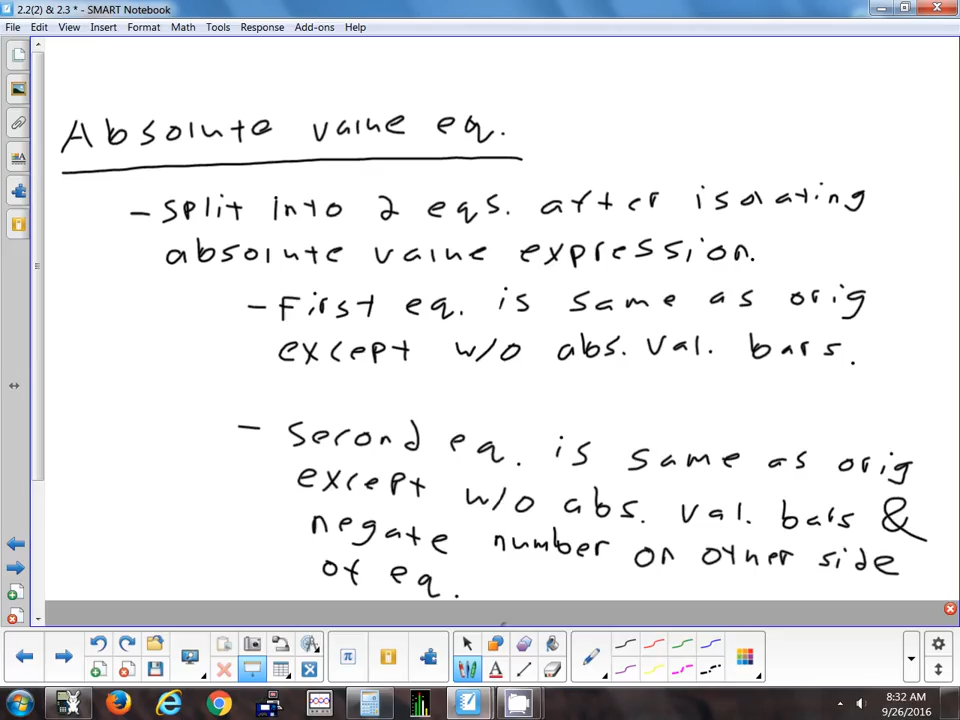 2.2(2) & 2.3 * - SMART Notebook
File Edit View Insert Format Math Tools Response Add-ons Help
Absolute value eq.
- Split into 2 eqs. after isolating
absolute value expression.
- First eq. is same as orig
except w/o abs. val. bars.
- Second eq. is same as orig
except w/o abs. val. bars &
negate number on other side
of eq.
8:32 AM
9/26/2016